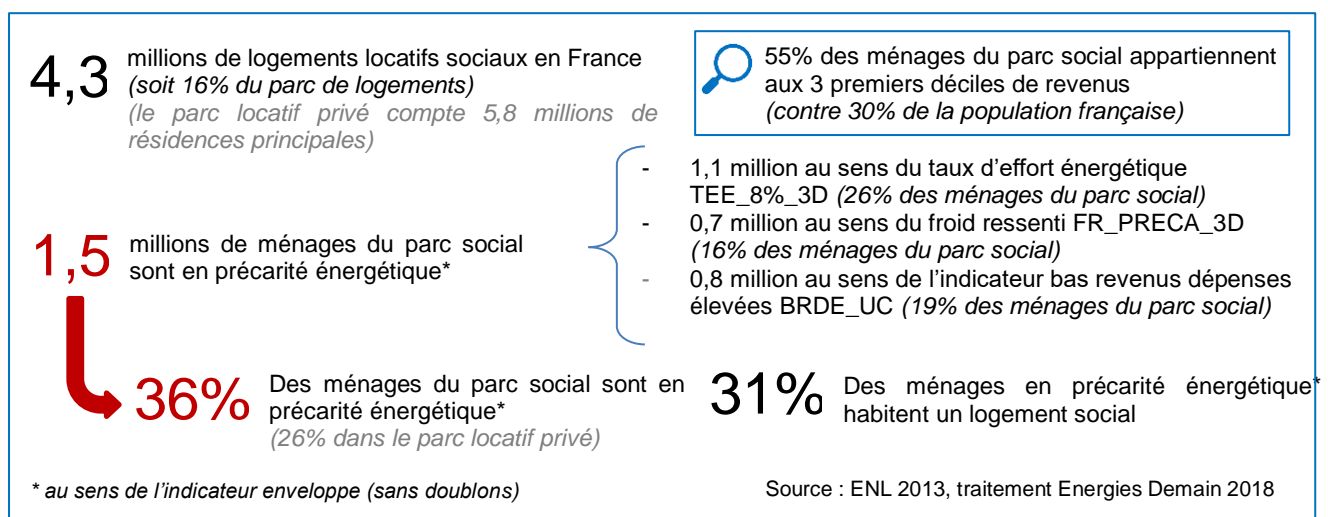 4,3
millions de logements locatifs sociaux en France
(soit 16% du parc de logements)
(le parc locatif privé compte 5,8 millions de
résidences principales)
55% des ménages du parc social appartiennent
aux 3 premiers déciles de revenus
(contre 30% de la population française)
1,5
millions de ménages du parc social
sont en précarité énergétique*
- 1,1 million au sens du taux d’effort énergétique
TEE_8%_3D (26% des ménages du parc social)
- 0,7 million au sens du froid ressenti FR_PRECA_3D
(16% des ménages du parc social)
- 0,8 million au sens de l’indicateur bas revenus dépenses
élevées BRDE_UC (19% des ménages du parc social)
36%
Des ménages du parc social sont en
précarité énergétique*
(26% dans le parc locatif privé)
31%
Des ménages en précarité énergétique*
habitent un logement social
* au sens de l’indicateur enveloppe (sans doublons)
Source : ENL 2013, traitement Energies Demain 2018